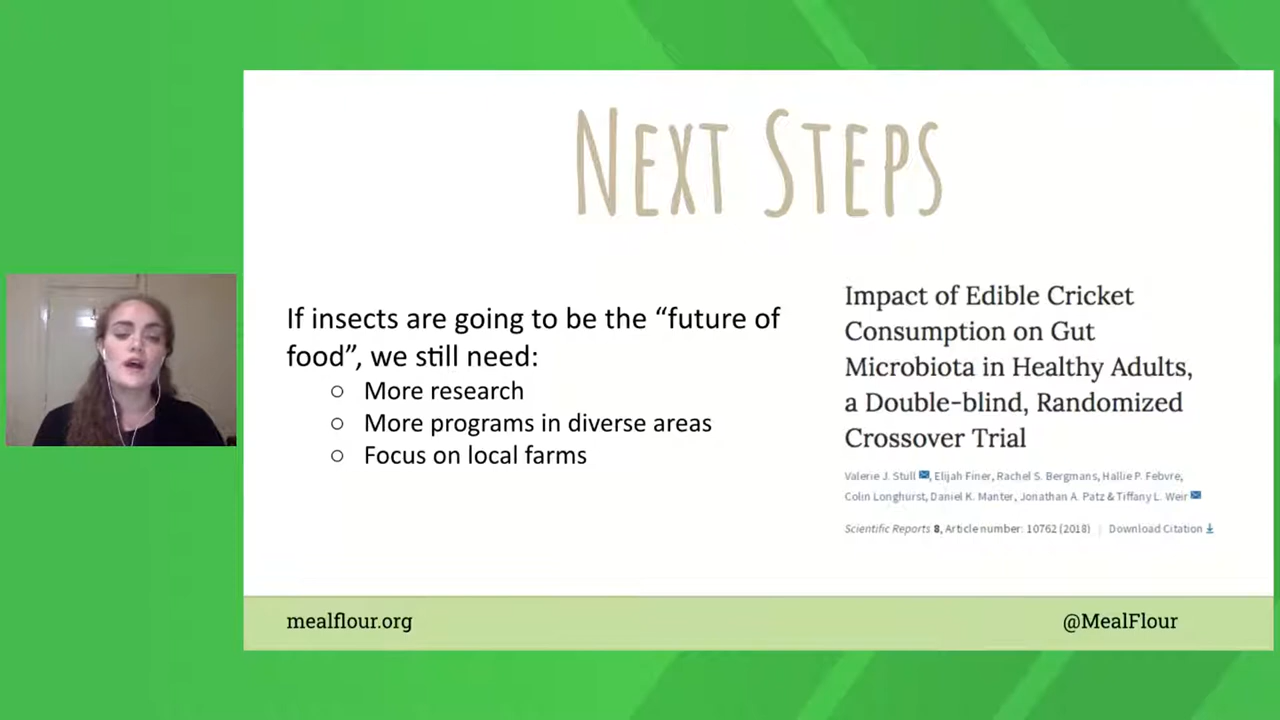 Next Steps
If insects are going to be the “future of
food”, we still need:
○ More research
○ More programs in diverse areas
○ Focus on local farms
Impact of Edible Cricket
Consumption on Gut
Microbiota in Healthy Adults,
a Double-blind, Randomized
Crossover Trial
Valerie J. Stull, Elijah Finer, Rachel S. Bergmans, Hallie P. Febvre,
Colin Longhurst, Daniel K. Manter, Jonathan A. Patz & Tiffany L. Weir
Scientific Reports 8, Article number: 10762 (2018) | Download Citation
mealflour.org
@MealFlour